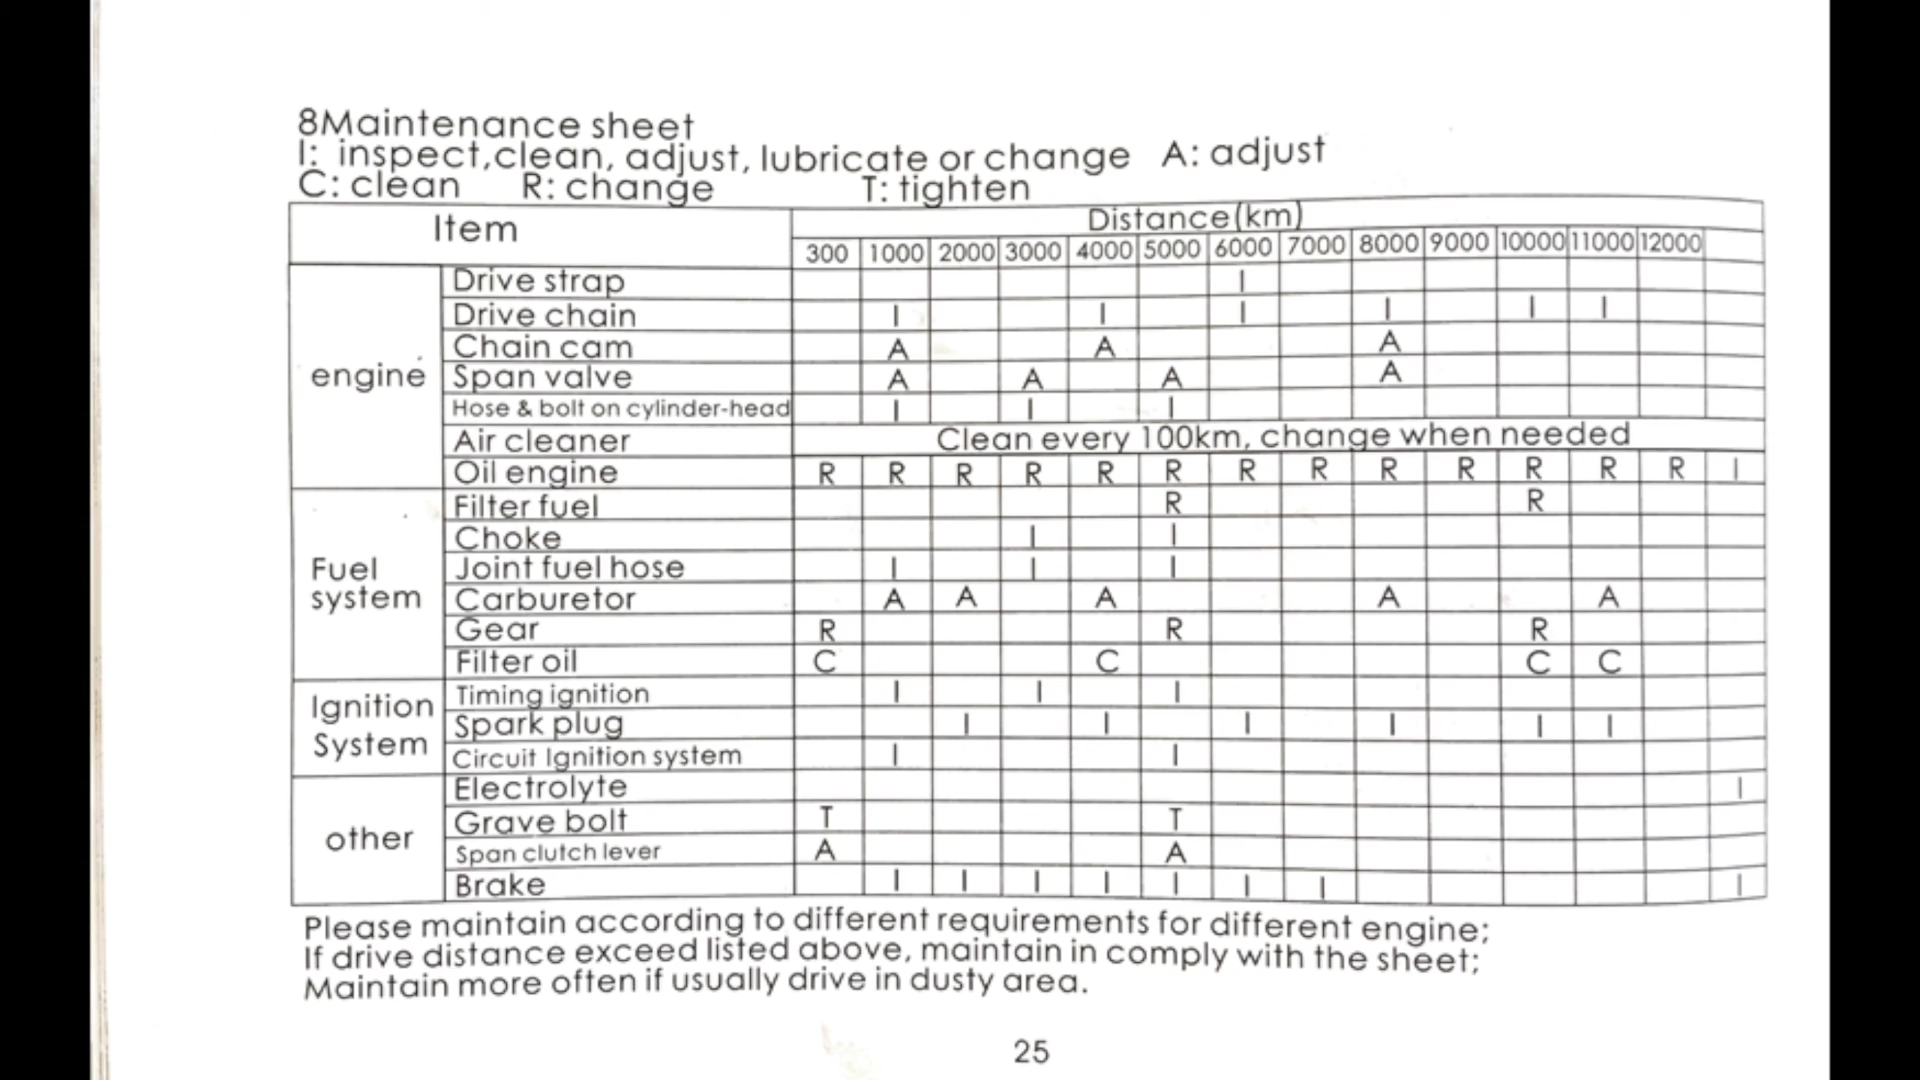 8Maintenance sheet
I: inspect,clean, adjust, lubricate or change A: adjust
C: clean R: change T: tighten
Item Distance(km)
300 1000 2000 3000 4000 5000 6000 7000 8000 9000 10000 11000 12000
engine
Drive strap I
Drive chain I I I I I I
Chain cam A A A
Span valve A A A A
Hose & bolt on cylinder-head I I I
Air cleaner Clean every 100km, change when needed
Oil engine R R R R R R R R R R R R R I
Fuel system
Filter fuel R R
Choke I I
Joint fuel hose I I I
Carburetor A A A A A
Gear R R R
Filter oil C C C C
Ignition System
Timing ignition I I I
Spark plug I I I I I I
Circuit Ignition system I I
other
Electrolyte I
Grave bolt T T
Span clutch lever A A
Brake I I I I I I I I
Please maintain according to different requirements for different engine;
If drive distance exceed listed above, maintain in comply with the sheet;
Maintain more often if usually drive in dusty area.
25